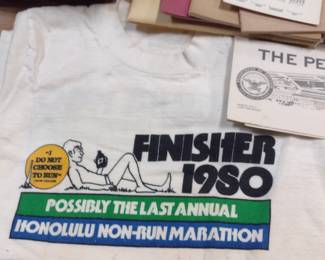 THE PE
FINISHER
1980
"I
DO NOT
CHOOSE
TO RUN"
POSSIBLY THE LAST ANNUAL
HONOLULU NON-RUN MARATHON